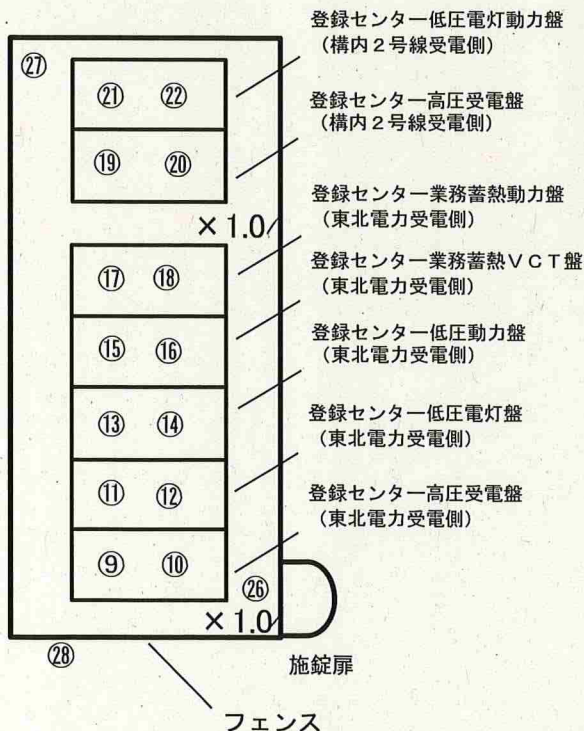 登録センター低圧電灯動力盤
(構内2号線受電側)
㉗
㉑ ㉒
登録センター高圧受電盤
(構内2号線受電側)
⑲ ⑳
登録センター業務蓄熱動力盤
(東北電力受電側)
×1.0
登録センター業務蓄熱VCT盤
(東北電力受電側)
⑰ ⑱
登録センター低圧動力盤
(東北電力受電側)
⑮ ⑯
登録センター低圧電灯盤
(東北電力受電側)
⑬ ⑭
登録センター高圧受電盤
(東北電力受電側)
⑪ ⑫
⑨ ⑩
㉖
×1.0
㉘
施錠扉
フェンス